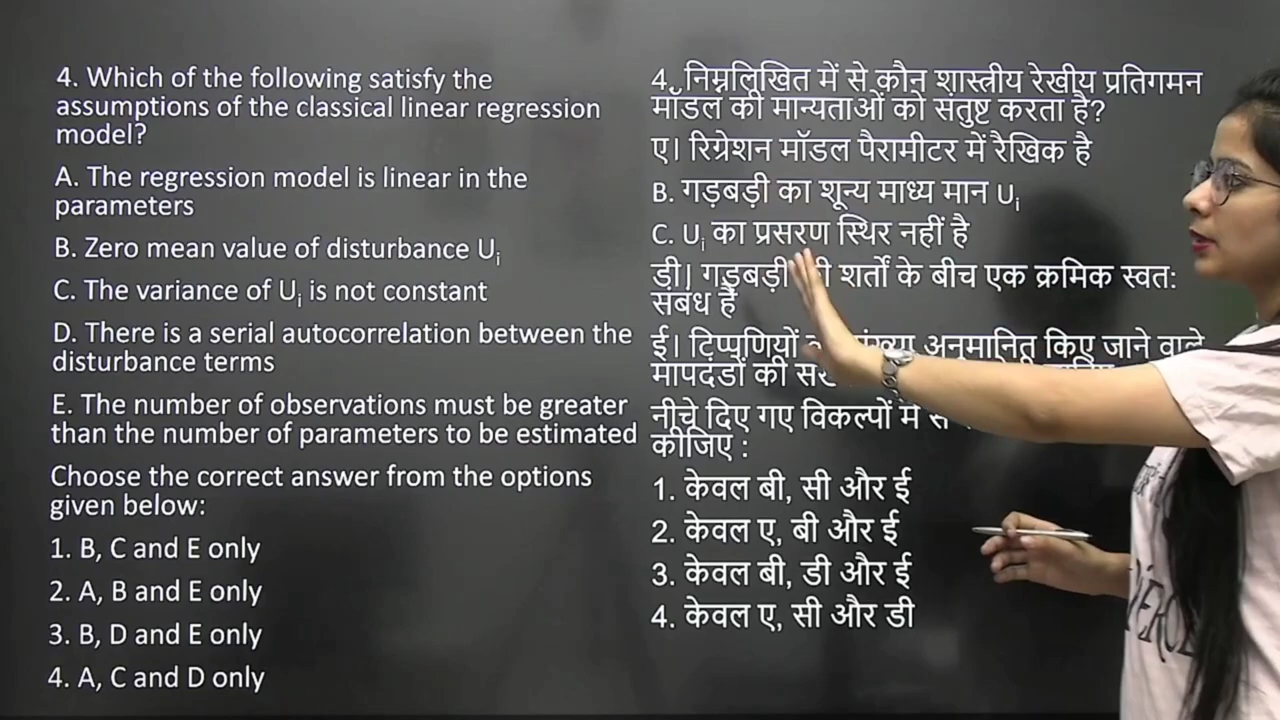 4. Which of the following satisfy the
assumptions of the classical linear regression
model?
A. The regression model is linear in the
parameters
B. Zero mean value of disturbance Ui
C. The variance of Ui is not constant
D. There is a serial autocorrelation between the
disturbance terms
E. The number of observations must be greater
than the number of parameters to be estimated
Choose the correct answer from the options
given below:
1. B, C and E only
2. A, B and E only
3. B, D and E only
4. A, C and D only
4. निम्नलिखित में से कौन शास्त्रीय रेखीय प्रतिगमन
मॉडल की मान्यताओं को संतुष्ट करता है?
ए। रिग्रेशन मॉडल पैरामीटर में रैखिक है
B. गड़बड़ी का शून्य माध्य मान Ui
C. Ui का प्रसरण स्थिर नहीं है
डी। गड़बड़ी शर्तों के बीच एक क्रमिक स्वत:
संबंध है
ई। टिप्पणियों अनुमानित किए जाने वाले
मापदंडों की
नीचे दिए गए विकल्पों में
कीजिए :
1. केवल बी, सी और ई
2. केवल ए, बी और ई
3. केवल बी, डी और ई
4. केवल ए, सी और डी